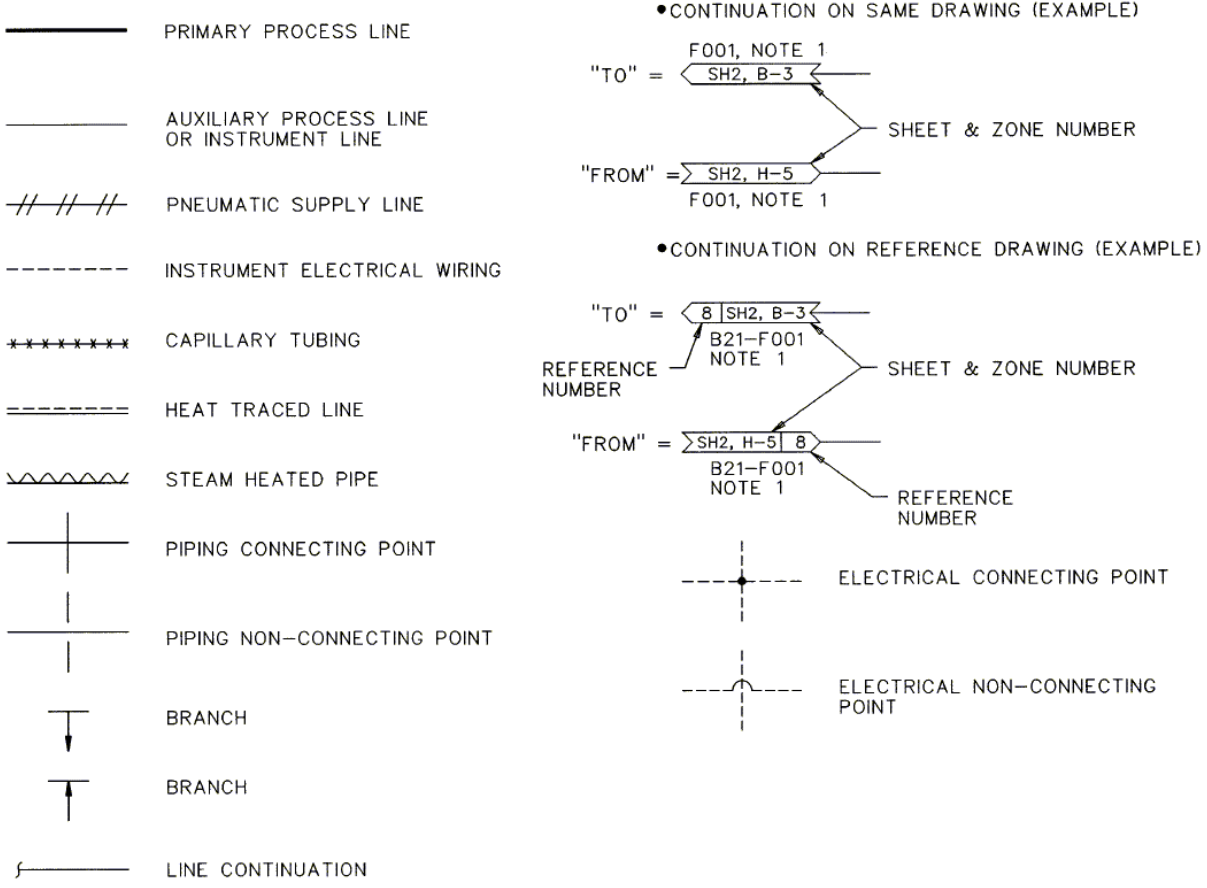 PRIMARY PROCESS LINE
AUXILIARY PROCESS LINE
OR INSTRUMENT LINE
PNEUMATIC SUPPLY LINE
INSTRUMENT ELECTRICAL WIRING
CAPILLARY TUBING
HEAT TRACED LINE
STEAM HEATED PIPE
PIPING CONNECTING POINT
PIPING NON-CONNECTING POINT
BRANCH
BRANCH
LINE CONTINUATION
•CONTINUATION ON SAME DRAWING (EXAMPLE)
F001, NOTE 1
"TO" = SH2, B-3
SHEET & ZONE NUMBER
"FROM" = SH2, H-5
F001, NOTE 1
•CONTINUATION ON REFERENCE DRAWING (EXAMPLE)
"TO" = 8 SH2, B-3
B21-F001
NOTE 1
REFERENCE
NUMBER
SHEET & ZONE NUMBER
"FROM" = SH2, H-5 8
B21-F001
NOTE 1
REFERENCE
NUMBER
ELECTRICAL CONNECTING POINT
ELECTRICAL NON-CONNECTING
POINT